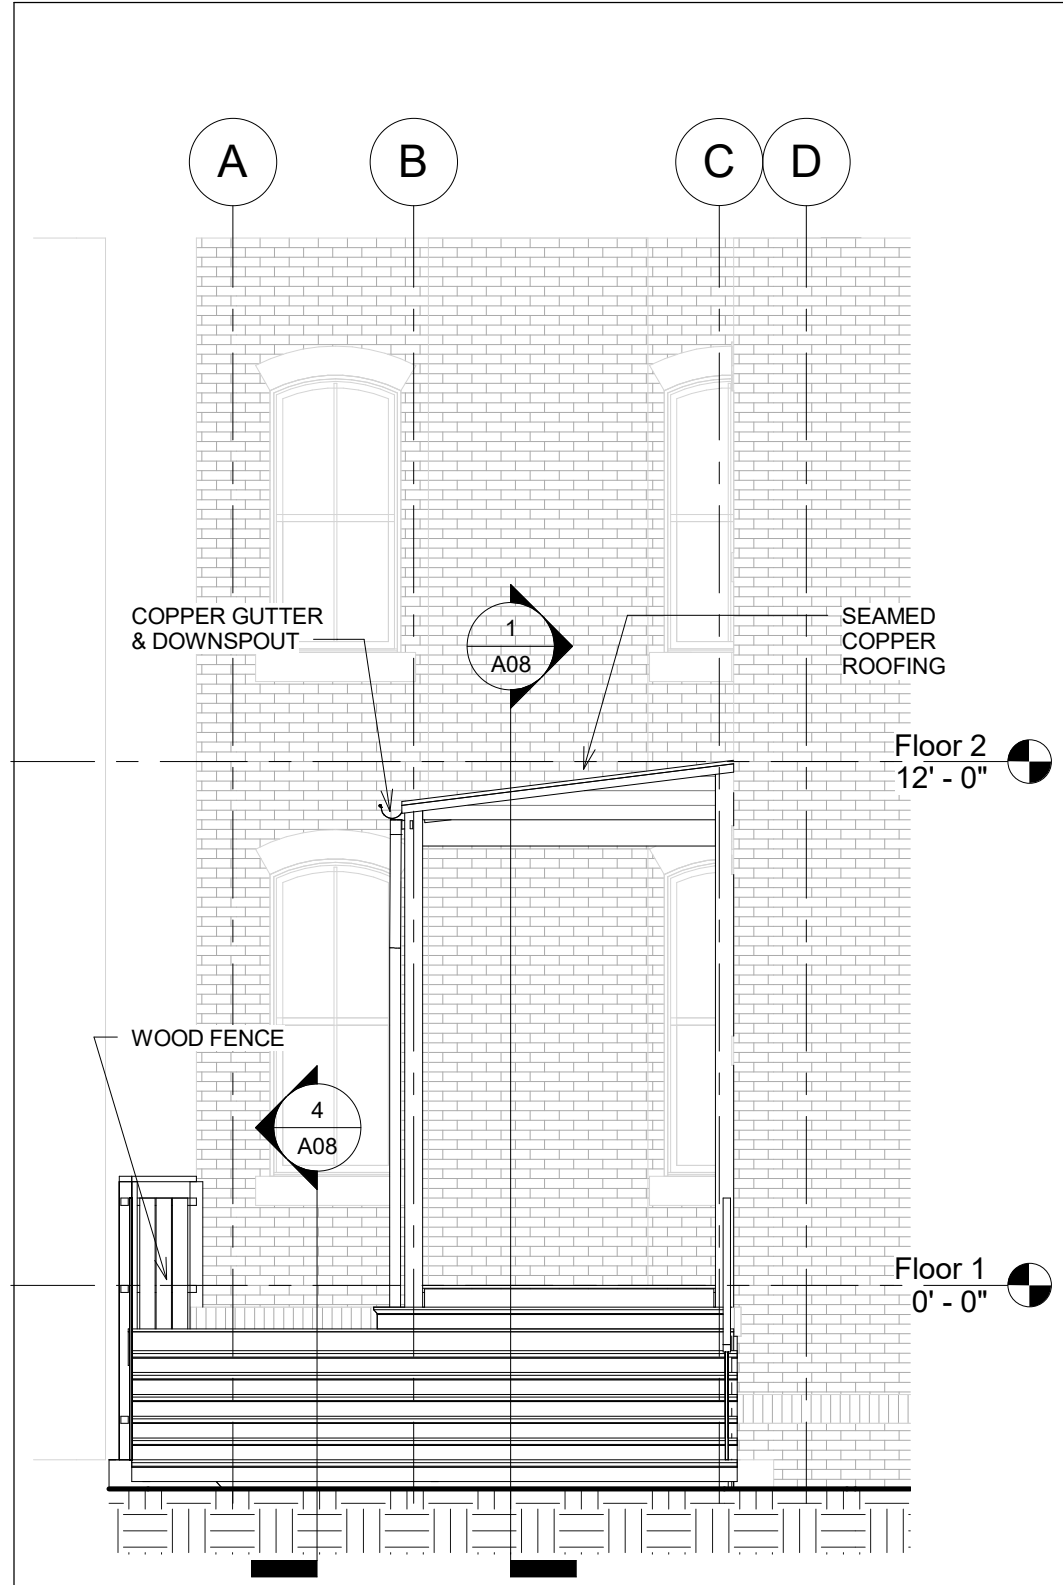 A
B
C
D
COPPER GUTTER
& DOWNSPOUT
1
A08
SEAMED
COPPER
ROOFING
Floor 2
12' - 0"
WOOD FENCE
4
A08
Floor 1
0' - 0"